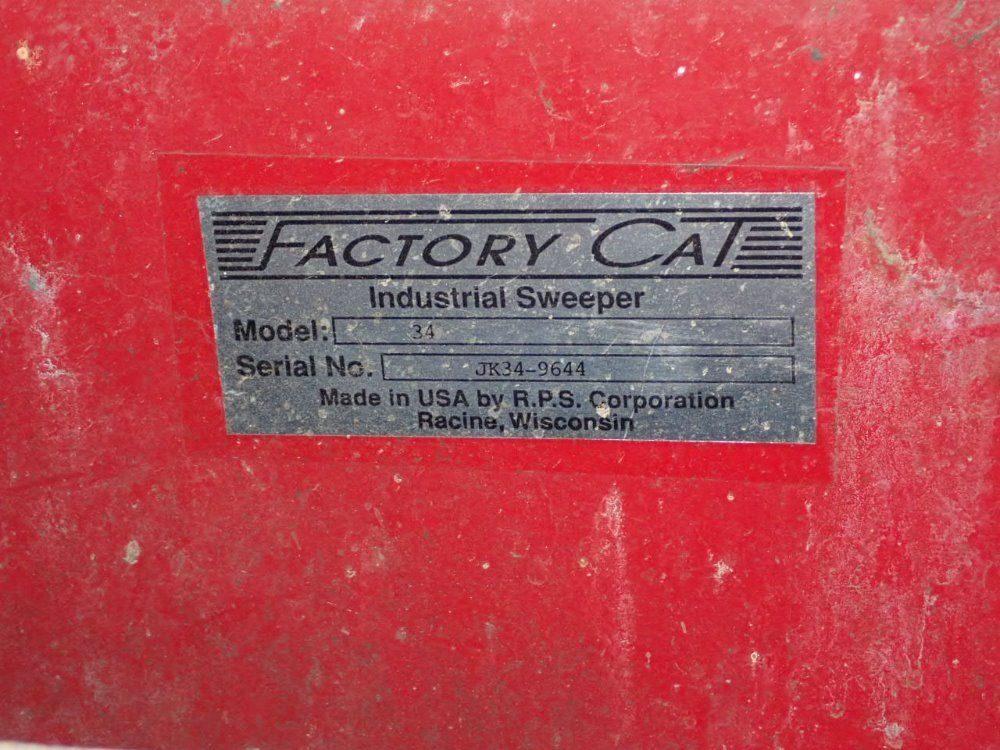 FACTORY CAT
Industrial Sweeper
Model: 34
Serial No. JK34-9644
Made in USA by R.P.S. Corporation
Racine, Wisconsin